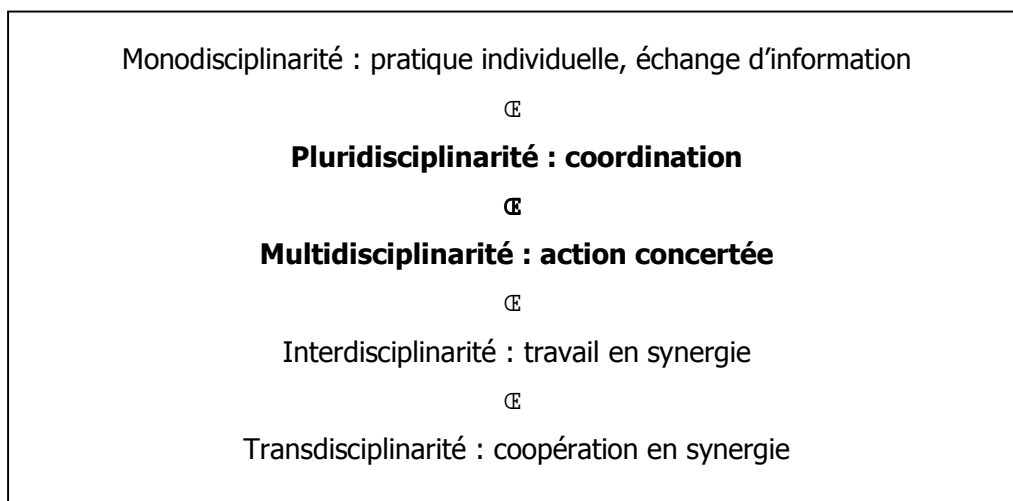 Monodisciplinarité : pratique individuelle, échange d’information
Œ
Pluridisciplinarité : coordination
Œ
Multidisciplinarité : action concertée
Œ
Interdisciplinarité : travail en synergie
Œ
Transdisciplinarité : coopération en synergie